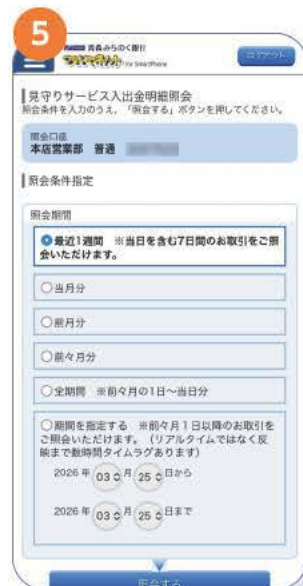 5
青森みちのく銀行
for SmartPhone
ログアウト
見守りサービス入出金明細照会
照会条件を入力のうえ、「照会する」ボタンを押してください。
照会口座
本店営業部 普通
照会条件指定
照会期間
最近1週間 ※当日を含む7日間のお取引をご照
会いただけます。
当月分
前月分
前々月分
全期間 ※前々月の1日～当日分
期間を指定する ※前々月1日以降のお取引を
ご照会いただけます。（リアルタイムではなく反
映まで数時間タイムラグあります）
2026 年 03 月 25 日から
2026 年 03 月 25 日まで
照会する